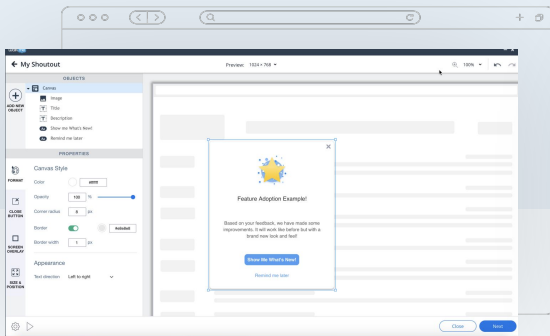 My Shoutout
Preview: 1024 × 768
100%
OBJECTS
Canvas
Image
Title
Description
Show me What's New!
Remind me later
ADD NEW
OBJECT
PROPERTIES
FORMAT
CLOSE
BUTTON
SCREEN
OVERLAY
SIZE &
POSITION
Canvas Style
Color
Opacity
100 %
Corner radius
px
Border
Border width
1 px
Appearance
Text direction
Left to right
Feature Adoption Example!
Based on your feedback, we have made some
improvements, It will work like before but with a
brand new look and feel!
Show Me What's New!
Remind me later
Close
Next